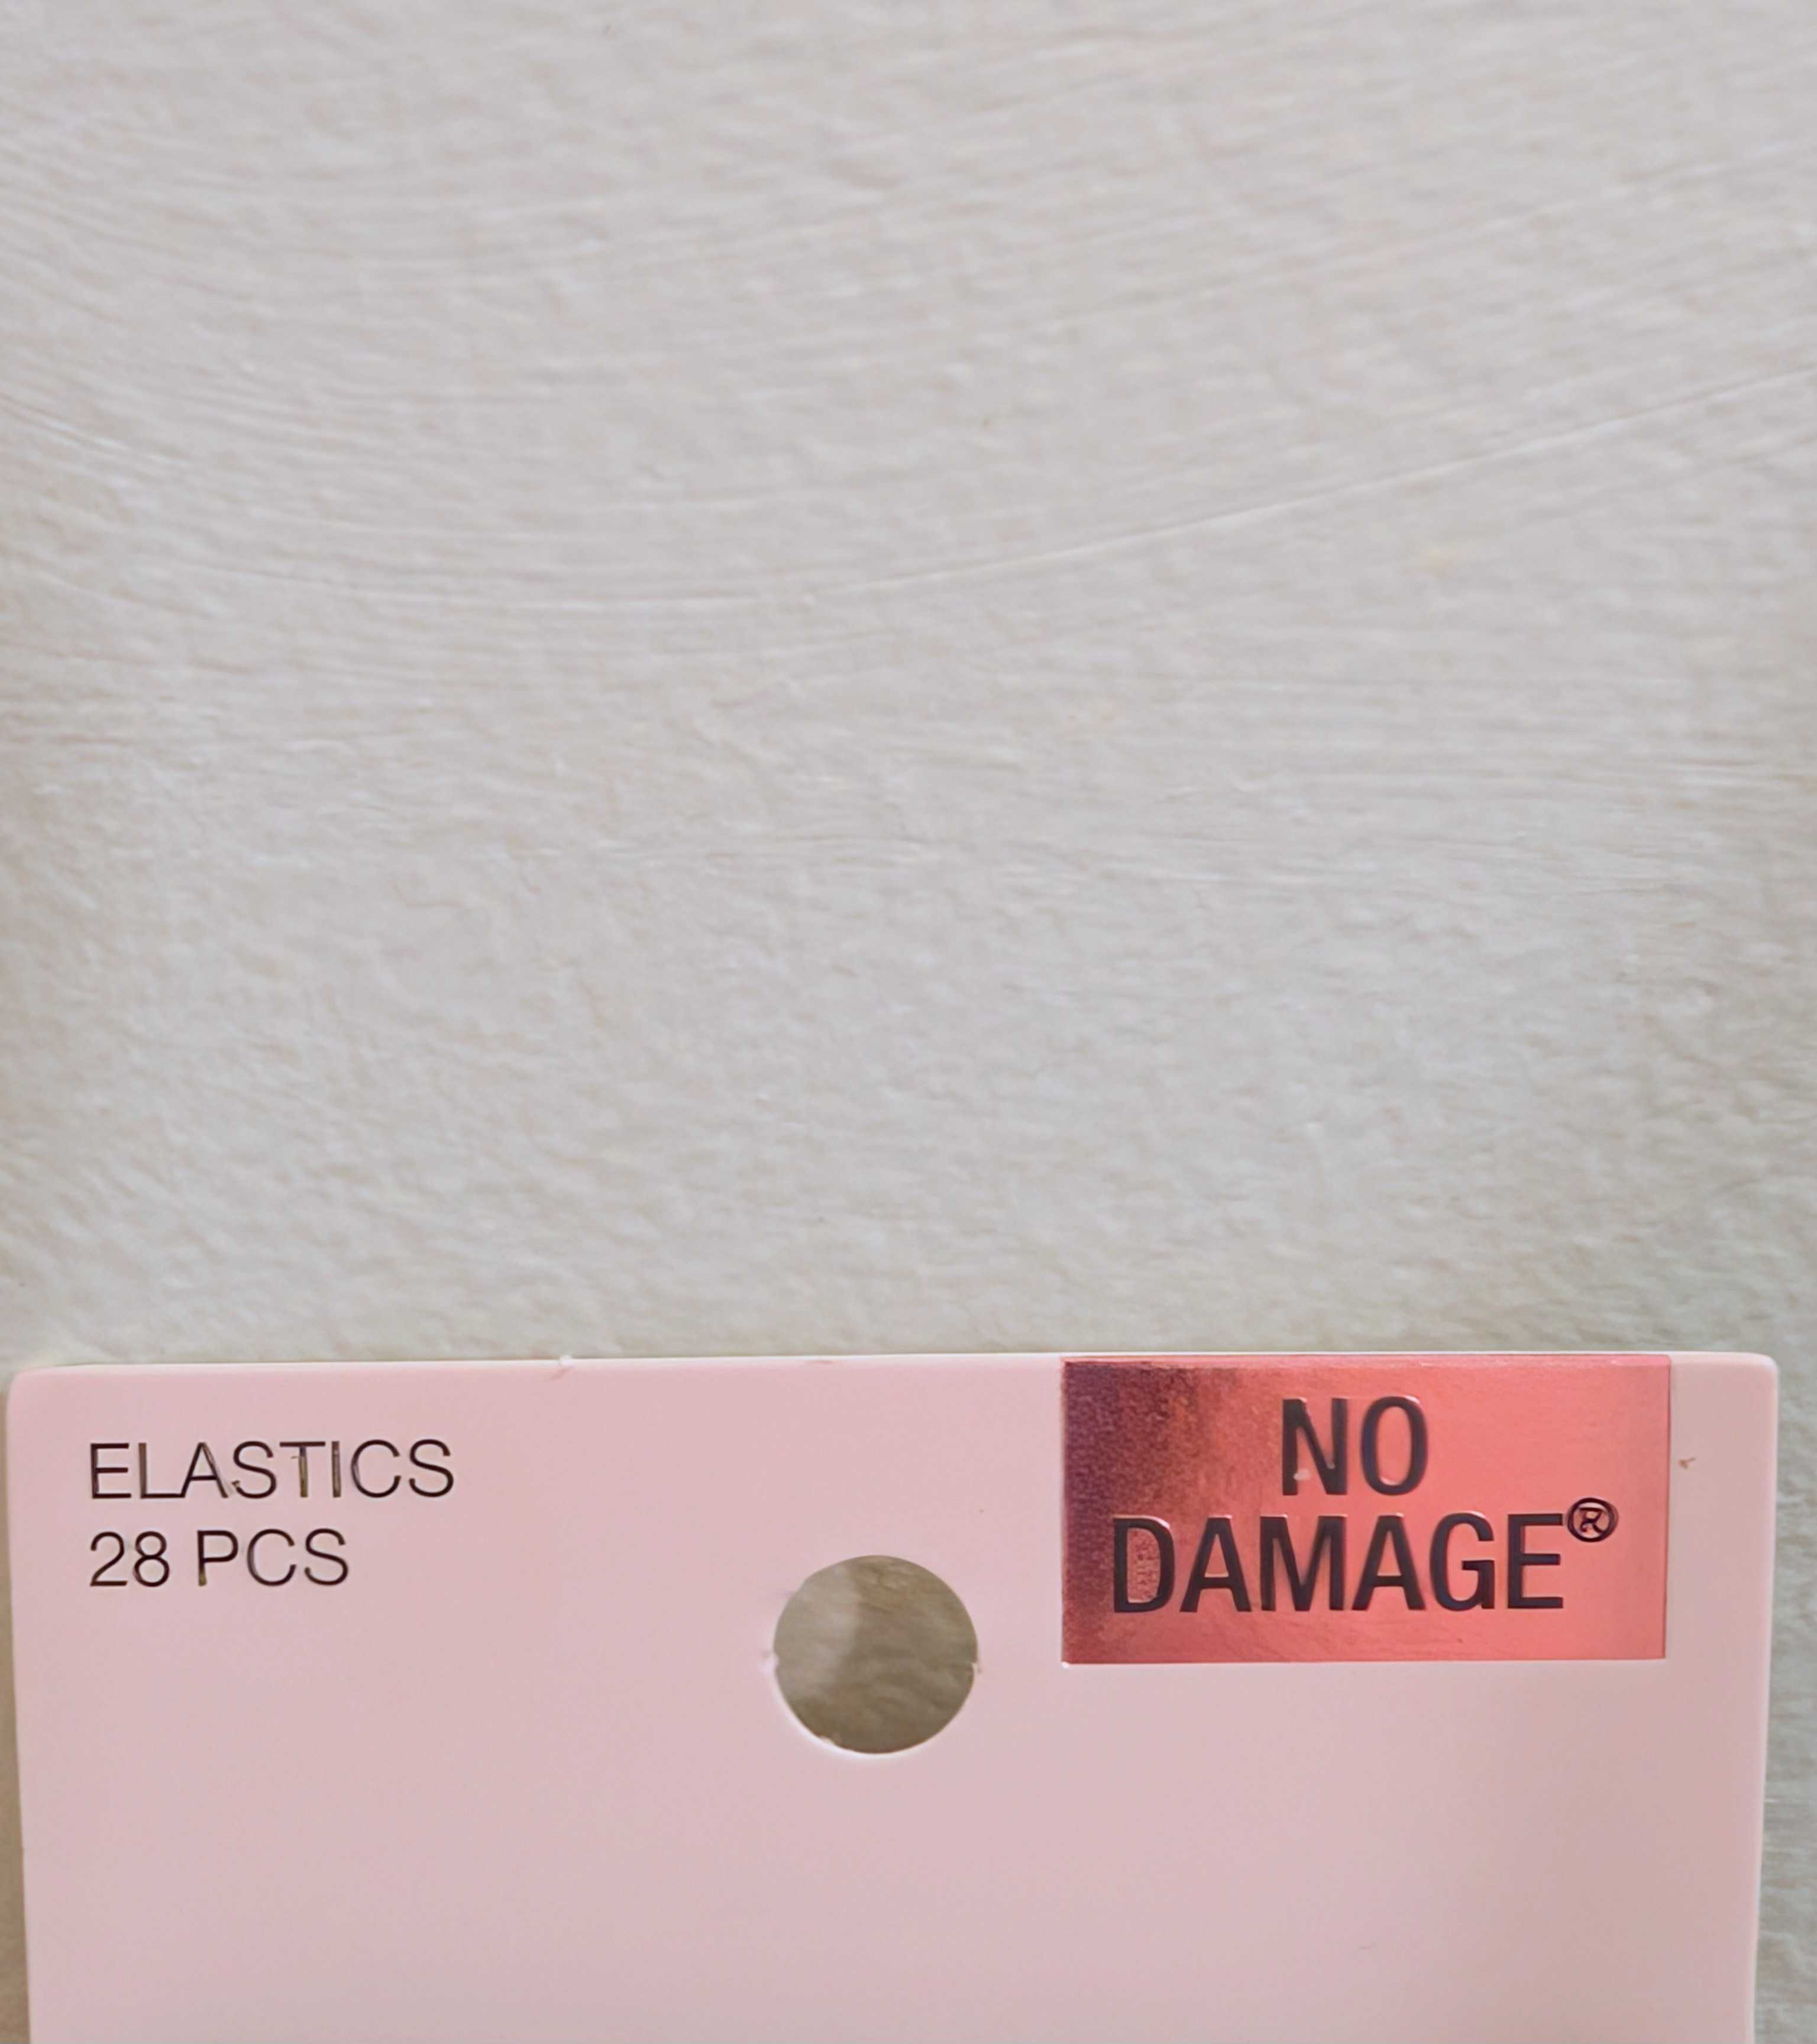 ELASTICS
28 PCS
NO
DAMAGE®